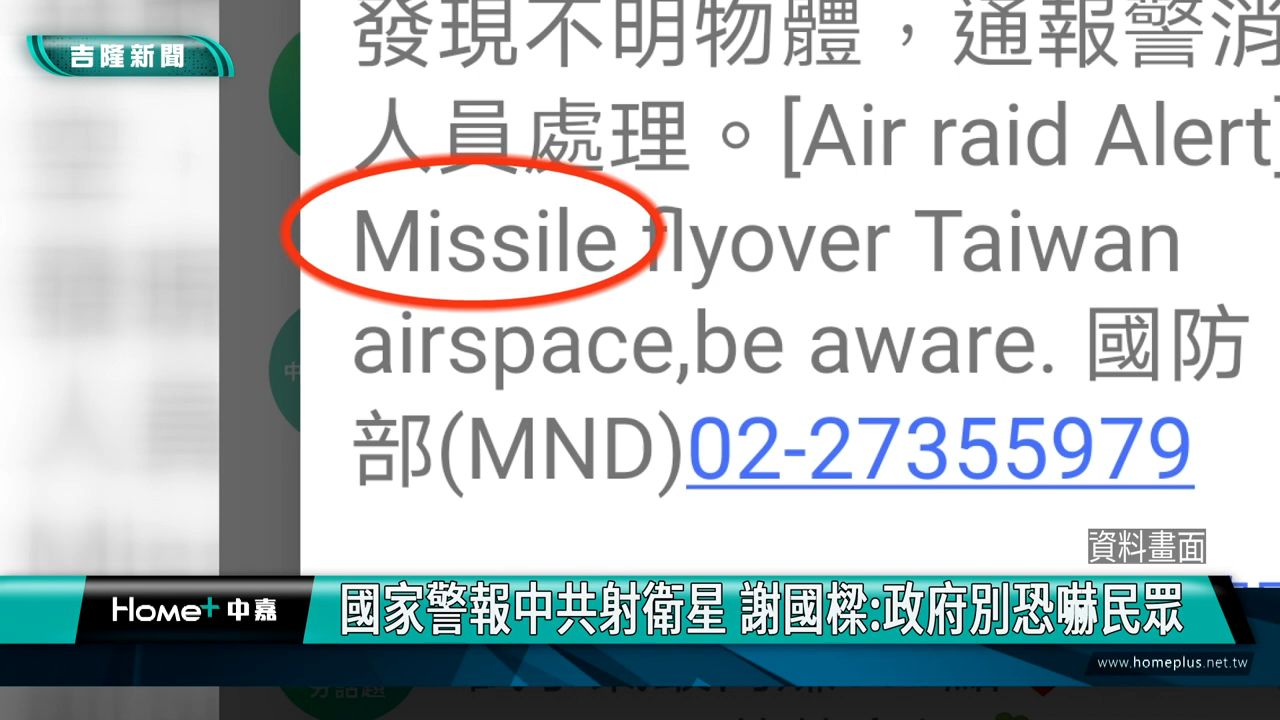 吉隆新聞
發現不明物體，通報警消
人員處理。[Air raid Alert]
Missile flyover Taiwan
airspace,be aware. 國防
部(MND)02-27355979
資料畫面
Home+ 中嘉
國家警報中共射衛星 謝國樑:政府別恐嚇民眾
www.homeplus.net.tw